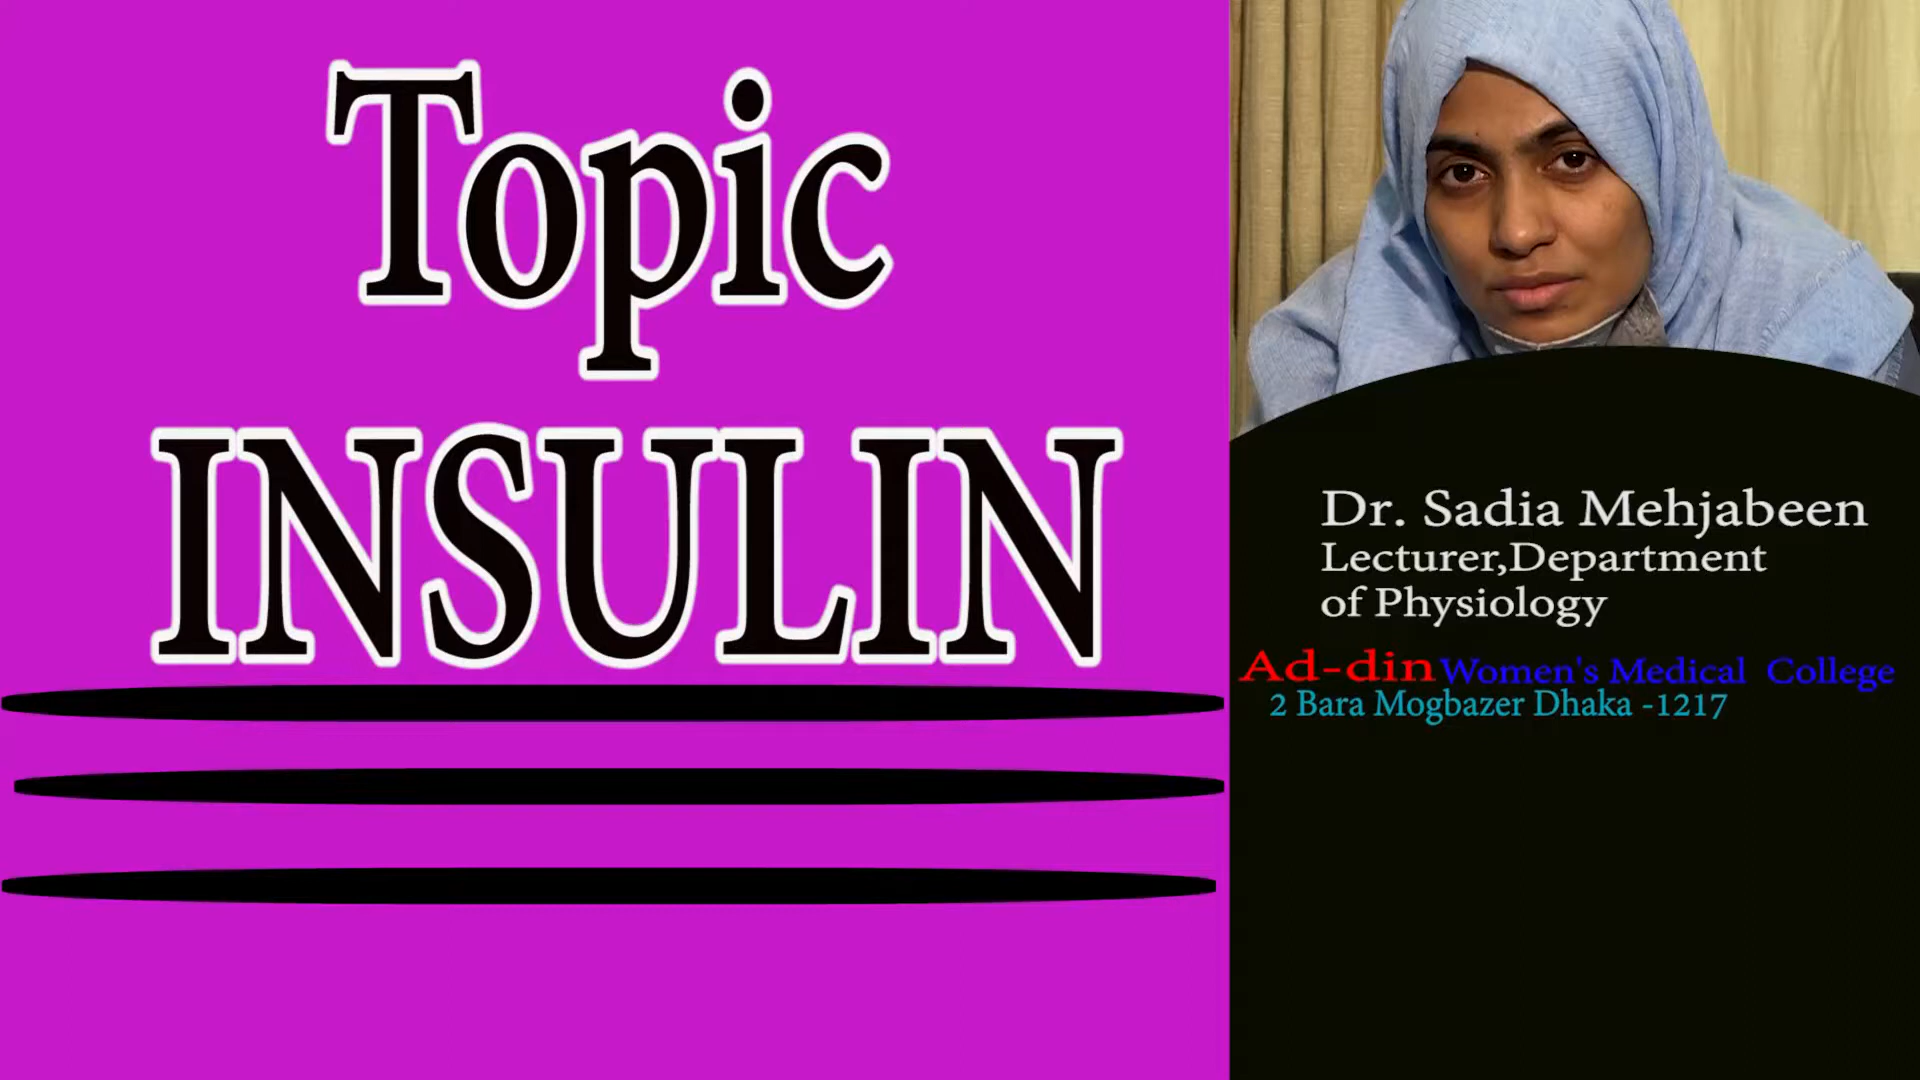 Topic
INSULIN
Dr. Sadia Mehjabeen
Lecturer,Department
of Physiology
Ad-din Women's Medical College
2 Bara Mogbazer Dhaka -1217